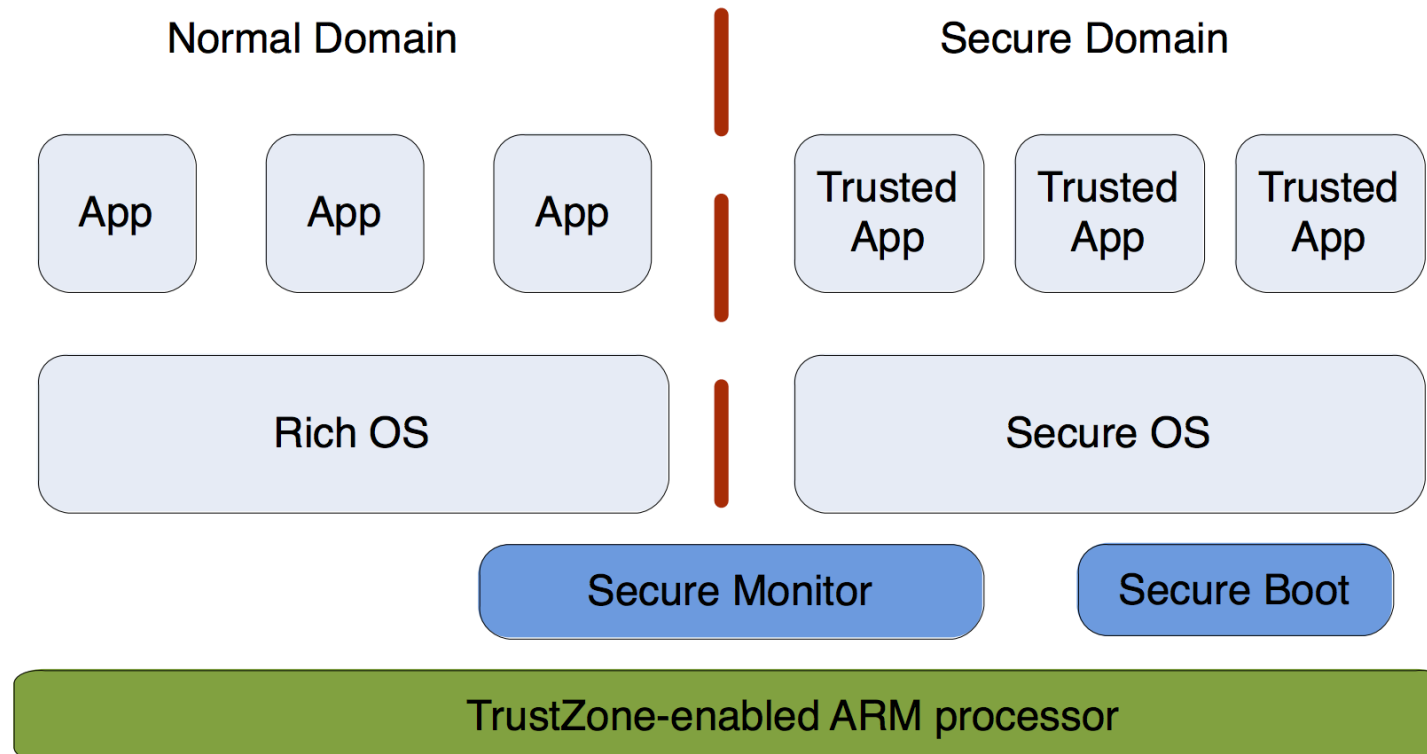 Normal Domain
Secure Domain
App
App
App
Trusted
App
Trusted
App
Trusted
App
Rich OS
Secure OS
Secure Monitor
Secure Boot
TrustZone-enabled ARM processor